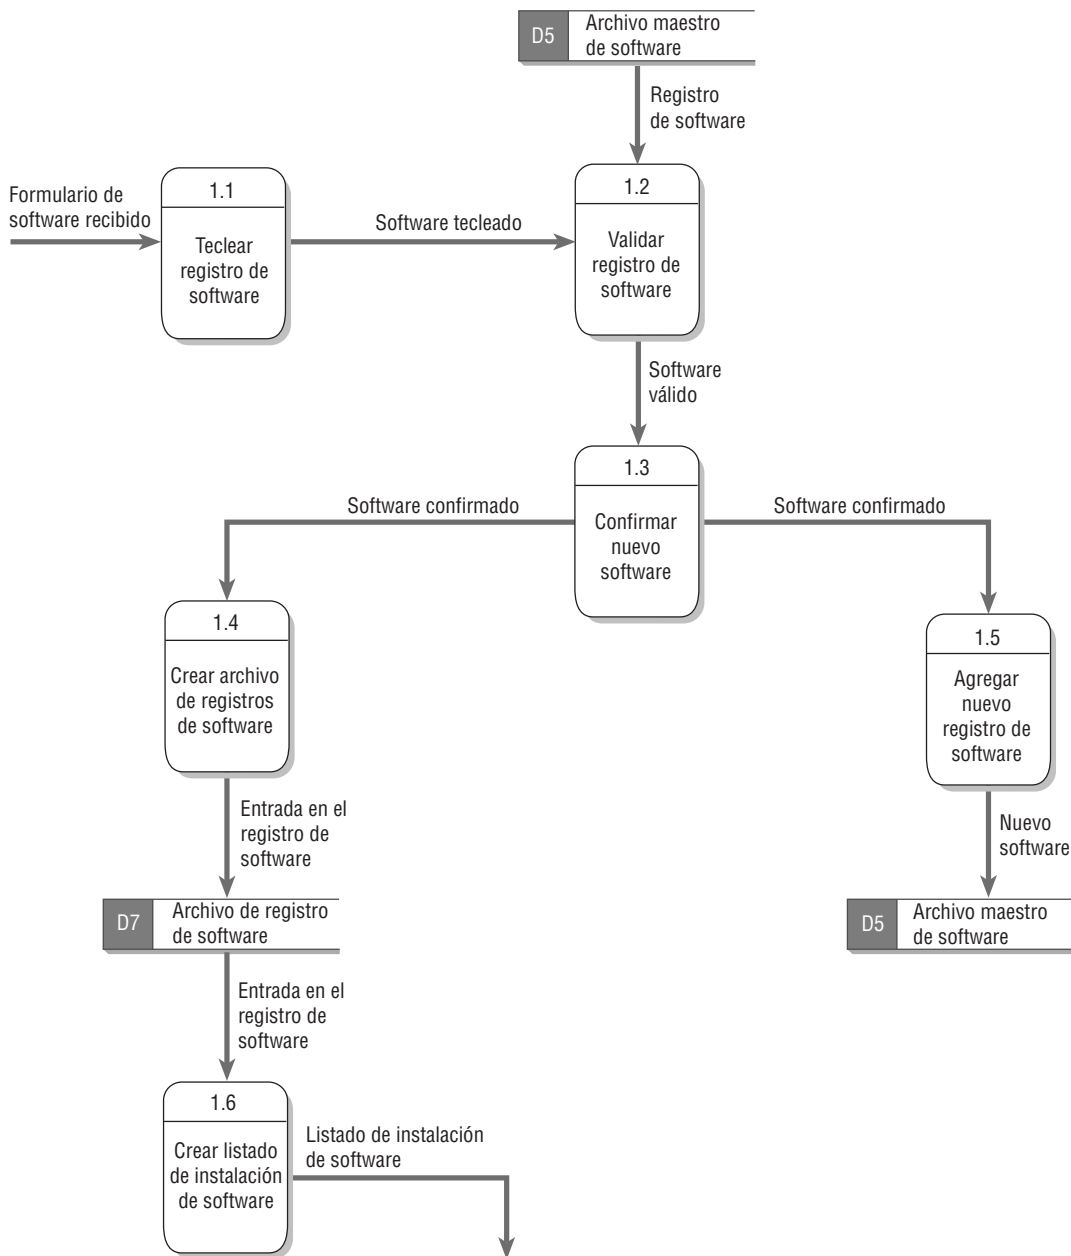 D5
Archivo maestro
de software
Registro
de software
1.1
Formulario de
software recibido
Teclear
registro de
software
Software tecleado
1.2
Validar
registro de
software
Software
válido
1.3
Confirmar
nuevo
software
Software confirmado
Software confirmado
1.4
Crear archivo
de registros
de software
1.5
Agregar
nuevo
registro de
software
Entrada en el
registro de
software
Nuevo
software
D7
Archivo de registro
de software
D5
Archivo maestro
de software
Entrada en el
registro de
software
1.6
Crear listado
de instalación
de software
Listado de instalación
de software